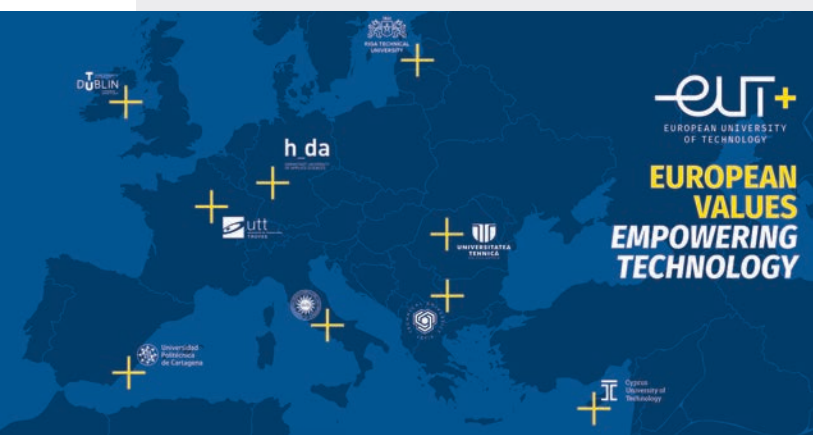 RIGA TECHNICAL
UNIVERSITY
DUBLIN
h_da
utt
TROYES
UNIVERSITATEA
TEHNICĂ
Universidad
Politécnica
de Cartagena
Cyprus
University of
Technology
eut+
EUROPEAN UNIVERSITY
OF TECHNOLOGY
EUROPEAN
VALUES
EMPOWERING
TECHNOLOGY